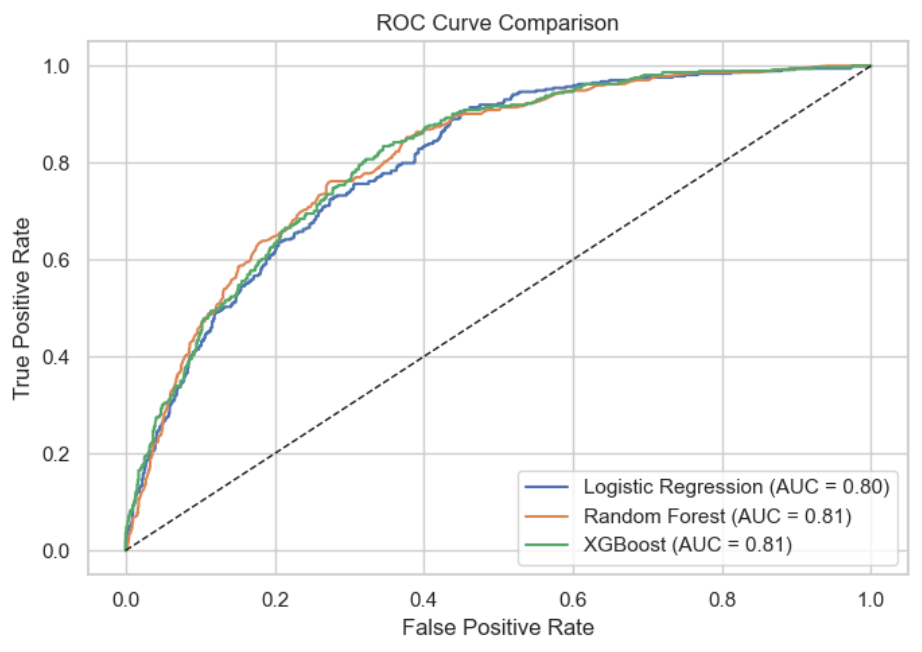 ROC Curve Comparison
True Positive Rate
1.0
0.8
0.6
0.4
0.2
0.0
Logistic Regression (AUC = 0.80)
Random Forest (AUC = 0.81)
XGBoost (AUC = 0.81)
0.0 0.2 0.4 0.6 0.8 1.0
False Positive Rate